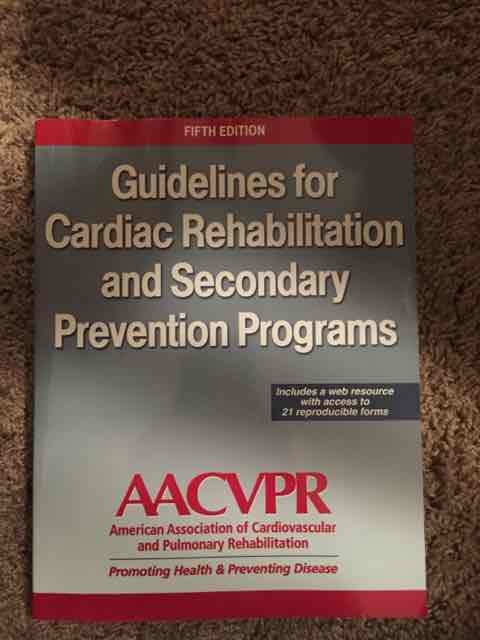 FIFTH EDITION
Guidelines for
Cardiac Rehabilitation
and Secondary
Prevention Programs
Includes a web resource
with access to
21 reproducible forms
AACVPR
American Association of Cardiovascular
and Pulmonary Rehabilitation
Promoting Health & Preventing Disease